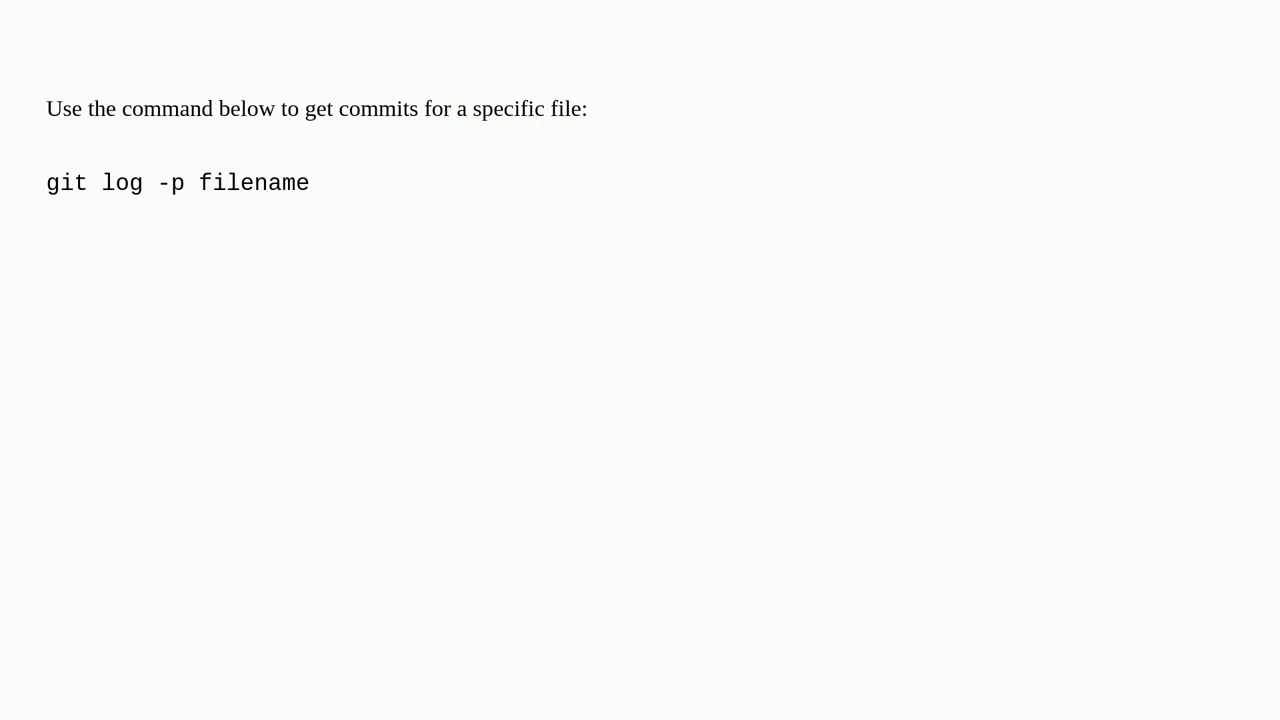 Use the command below to get commits for a specific file:
git log -p filename